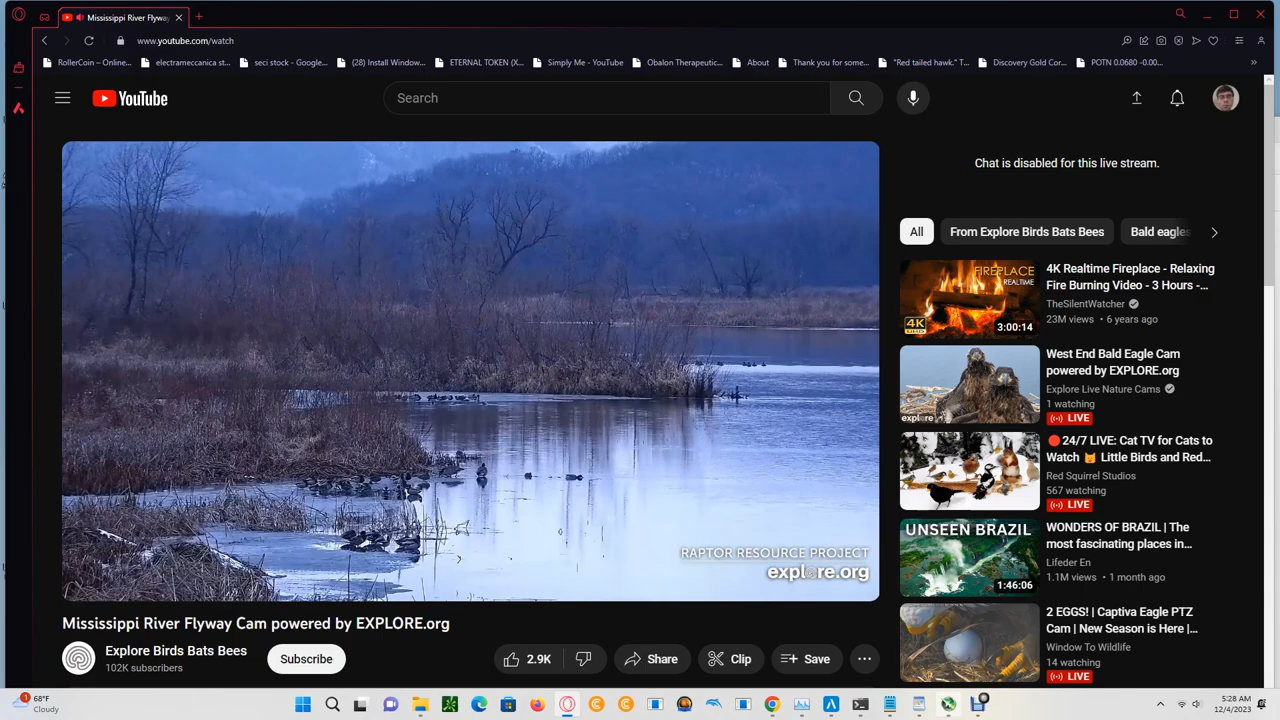 Mississippi River Flyway
www.youtube.com/watch
RollerCoin – Online...
electrameccanica st...
seci stock - Google...
(28) Install Window...
ETERNAL TOKEN (X...
Simply Me - YouTube
Obalon Therapeutic...
About
Thank you for some...
"Red tailed hawk." T...
Discovery Gold Cor...
POTN 0.0680 -0.00...
YouTube
Search
Chat is disabled for this live stream.
All
From Explore Birds Bats Bees
Bald eagles
FIREPLACE
REALTIME
4K
3:00:14
4K Realtime Fireplace - Relaxing
Fire Burning Video - 3 Hours -...
TheSilentWatcher
23M views • 6 years ago
explore
West End Bald Eagle Cam
powered by EXPLORE.org
Explore Live Nature Cams
1 watching
LIVE
24/7 LIVE: Cat TV for Cats to
Watch 😺 Little Birds and Red...
Red Squirrel Studios
567 watching
LIVE
UNSEEN BRAZIL
1:46:06
WONDERS OF BRAZIL | The
most fascinating places in...
Lifeder En
1.1M views • 1 month ago
2 EGGS! | Captiva Eagle PTZ
Cam | New Season is Here |...
Window To Wildlife
14 watching
LIVE
RAPTOR RESOURCE PROJECT
explore.org
Mississippi River Flyway Cam powered by EXPLORE.org
Explore Birds Bats Bees
102K subscribers
Subscribe
2.9K
Share
Clip
Save
1
68°F
Cloudy
5:28 AM
12/4/2023